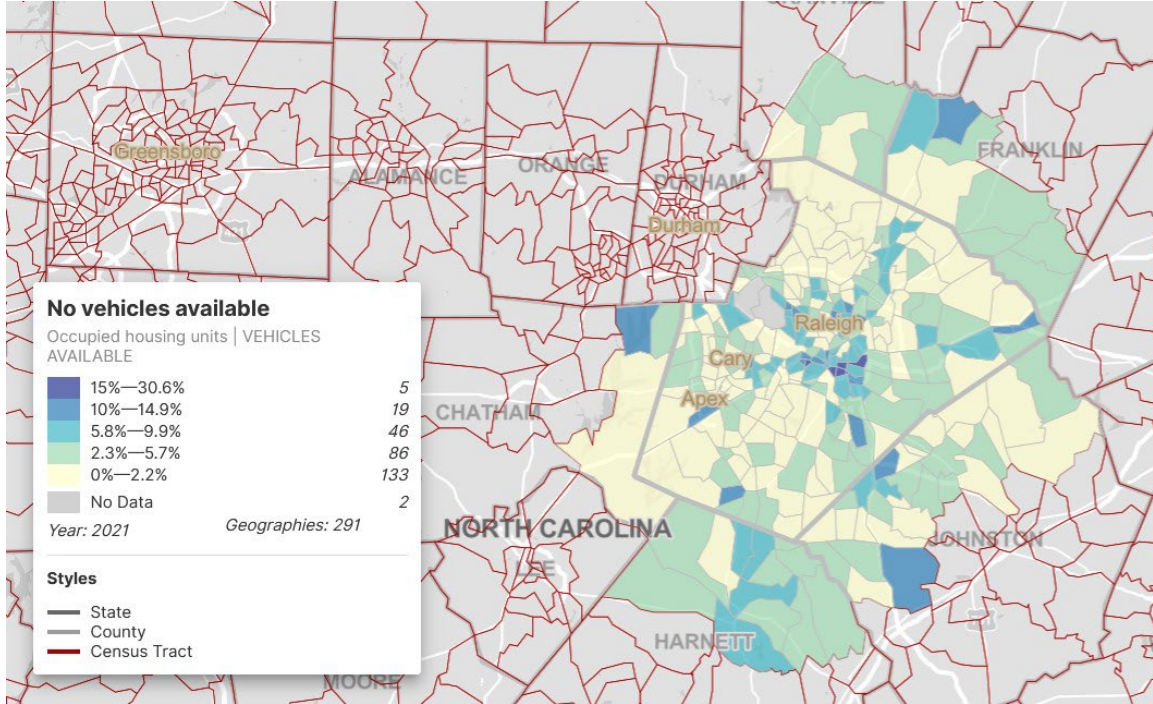 FRANKLIN
Greensboro
ALAMANCE
ORANGE
DURHAM
Durham
Raleigh
Cary
Apex
CHATHAM
NORTH CAROLINA
LEE
JOHNSTON
HARNETT
MOORE
No vehicles available
Occupied housing units | VEHICLES
AVAILABLE
15%—30.6% 5
10%—14.9% 19
5.8%—9.9% 46
2.3%—5.7% 86
0%—2.2% 133
No Data 2
Year: 2021 Geographies: 291
Styles
State
County
Census Tract